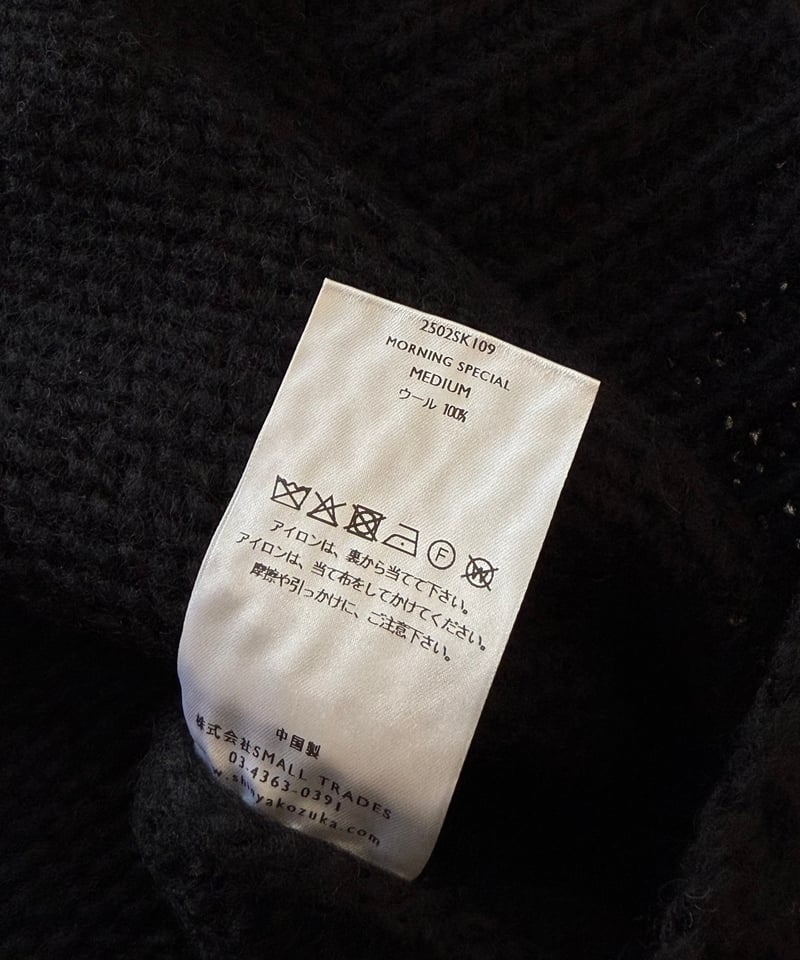 2502SK109
MORNING SPECIAL
MEDIUM
ウール 100%
F
W
アイロンは、裏から当てて下さい。
アイロンは、当て布をしてかけてください。
摩擦や引っかけに、ご注意下さい。
中国製
株式会社SMALL TRADES
03-4363-0391
w.shinyakozuka.com